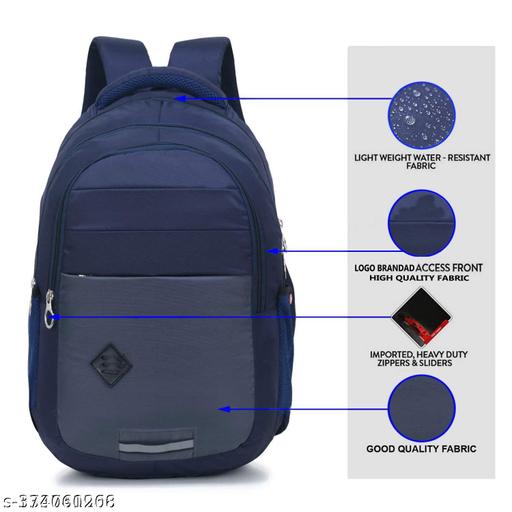 LIGHT WEIGHT WATER - RESISTANT
FABRIC
LOGO BRANDAD ACCESS FRONT
HIGH QUALITY FABRIC
IMPORTED, HEAVY DUTY
ZIPPERS & SLIDERS
GOOD QUALITY FABRIC